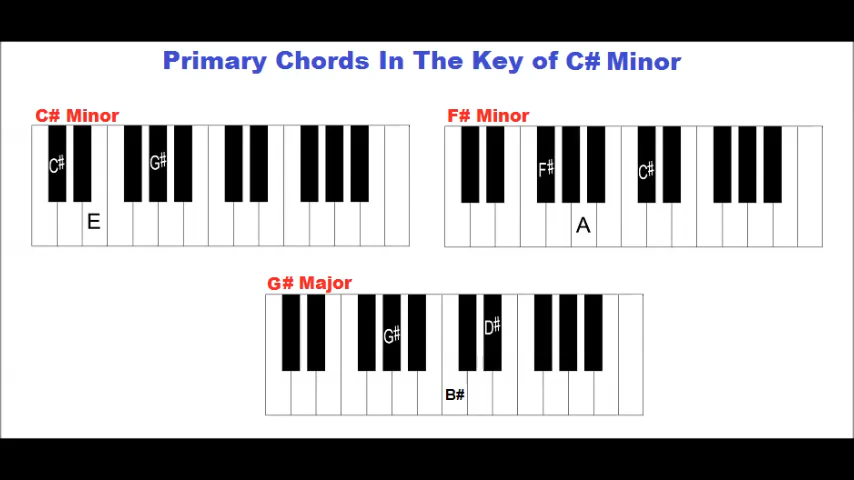 Primary Chords In The Key of C# Minor
C# Minor
C# G#
E
F# Minor
F# C#
A
G# Major
G# D#
B#